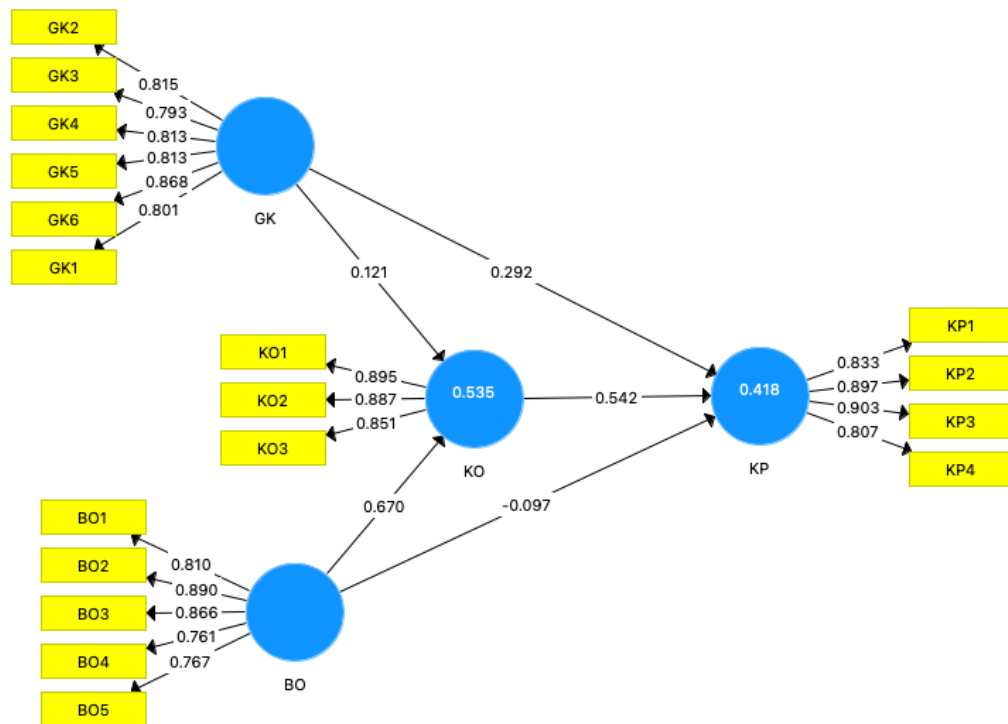 GK2
GK3
GK4
GK5
GK6
GK1
0.815
0.793
0.813
0.813
0.868
0.801
GK
0.121
0.292
KO1
KO2
KO3
0.895
0.887
0.851
0.535
KO
0.542
0.418
KP
0.833
0.897
0.903
0.807
KP1
KP2
KP3
KP4
0.670
-0.097
BO1
BO2
BO3
BO4
BO5
0.810
0.890
0.866
0.761
0.767
BO